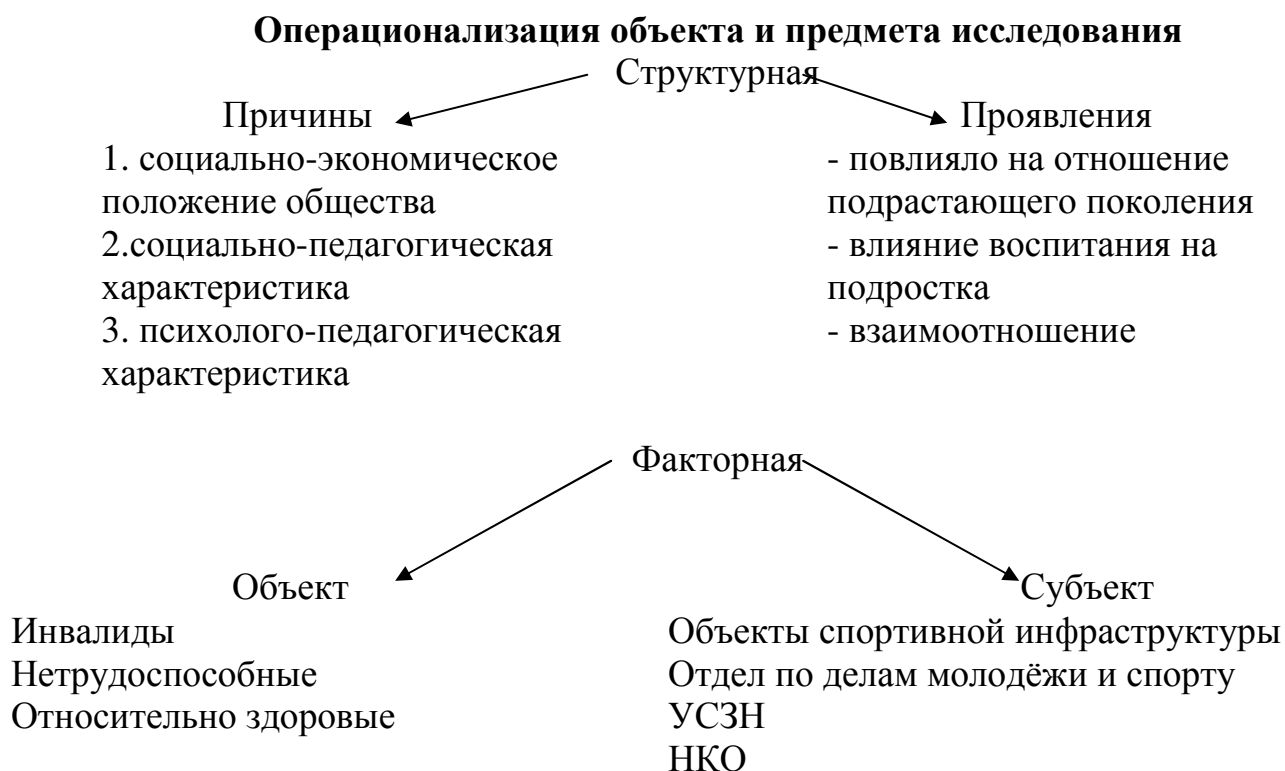 Операционализация объекта и предмета исследования
Структурная
Причины
1. социально-экономическое
положение общества
2.социально-педагогическая
характеристика
3. психолого-педагогическая
характеристика
Проявления
- повлияло на отношение
подрастающего поколения
- влияние воспитания на
подростка
- взаимоотношение
Факторная
Объект
Инвалиды
Нетрудоспособные
Относительно здоровые
Субъект
Объекты спортивной инфраструктуры
Отдел по делам молодёжи и спорту
УСЗН
НКО